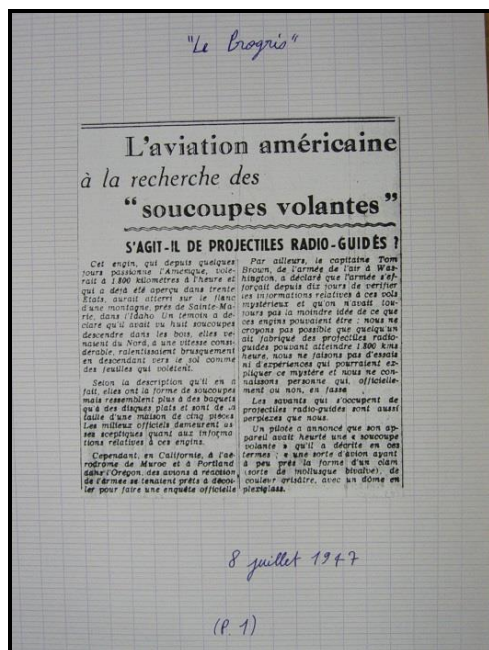 "Le Progrès"
L'aviation américaine
à la recherche des
"soucoupes volantes"
S'AGIT-IL DE PROJECTILES RADIO-GUIDÉS ?
Cet engin, qui depuis quelques
jours passionne l'Amérique, vole-
rait à 1 800 kilomètres à l'heure et
qui a déjà été aperçu dans trente
Etats, aurait atterri sur le flanc
d'une montagne, près de Sainte-Ma-
rie, dans l'Idaho Un témoin a dé-
claré qu'il avait vu huit soucoupes
descendre dans les bois, elles ve-
naient du Nord, à une vitesse consi-
dérable, ralentissaient brusquement
en descendant vers le sol comme
des feuilles qui volètent.
Selon la description qu'il en a
fait, elles ont la forme de soucoupes
mais ressemblent plus à des baquets
qu'à des disques plats et sont de la
taille d'une maison de cinq pièces
Les milieux officiels demeurent as
sez sceptiques quant aux informa
tions relatives à ces engins.
Cependant, en Californie, à l'aé-
rodrome de Muroc et à Portland
dans l'Orégon, des avions à réaction
de l'armée se tenaient prêts à décol-
ler pour faire une enquête officielle
Par ailleurs, le capitaine Tom
Brown, de l'armée de l'air à Was-
hington, a déclaré que l'armée s'ef-
forçait depuis dix jours de vérifier
les informations relatives à ces vols
mystérieux et qu'on n'avait tou-
jours pas la moindre idée de ce que
ces engins pouvaient être : nous ne
croyons pas possible que quelqu'un
ait fabriqué des projectiles radio-
guidés pouvant atteindre 1 800 kms
heure, nous ne faisons pas d'essais
ni d'expériences qui pourraient ex-
pliquer ce mystère et nous ne con-
naissons personne qui, officielle-
ment ou non, en fasse
Les savants qui s'occupent de
projectiles radio-guidés sont aussi
perplexes que nous.
Un pilote a annoncé que son ap-
pareil avait heurté une « soucoupe
volante » qu'il a décrite en ces
termes : « une sorte d'avion ayant
à peu près la forme d'un clam
(sorte de mollusque bivalve), de
couleur grisâtre, avec un dôme en
plexiglass.
8 juillet 1947
(P. 1)